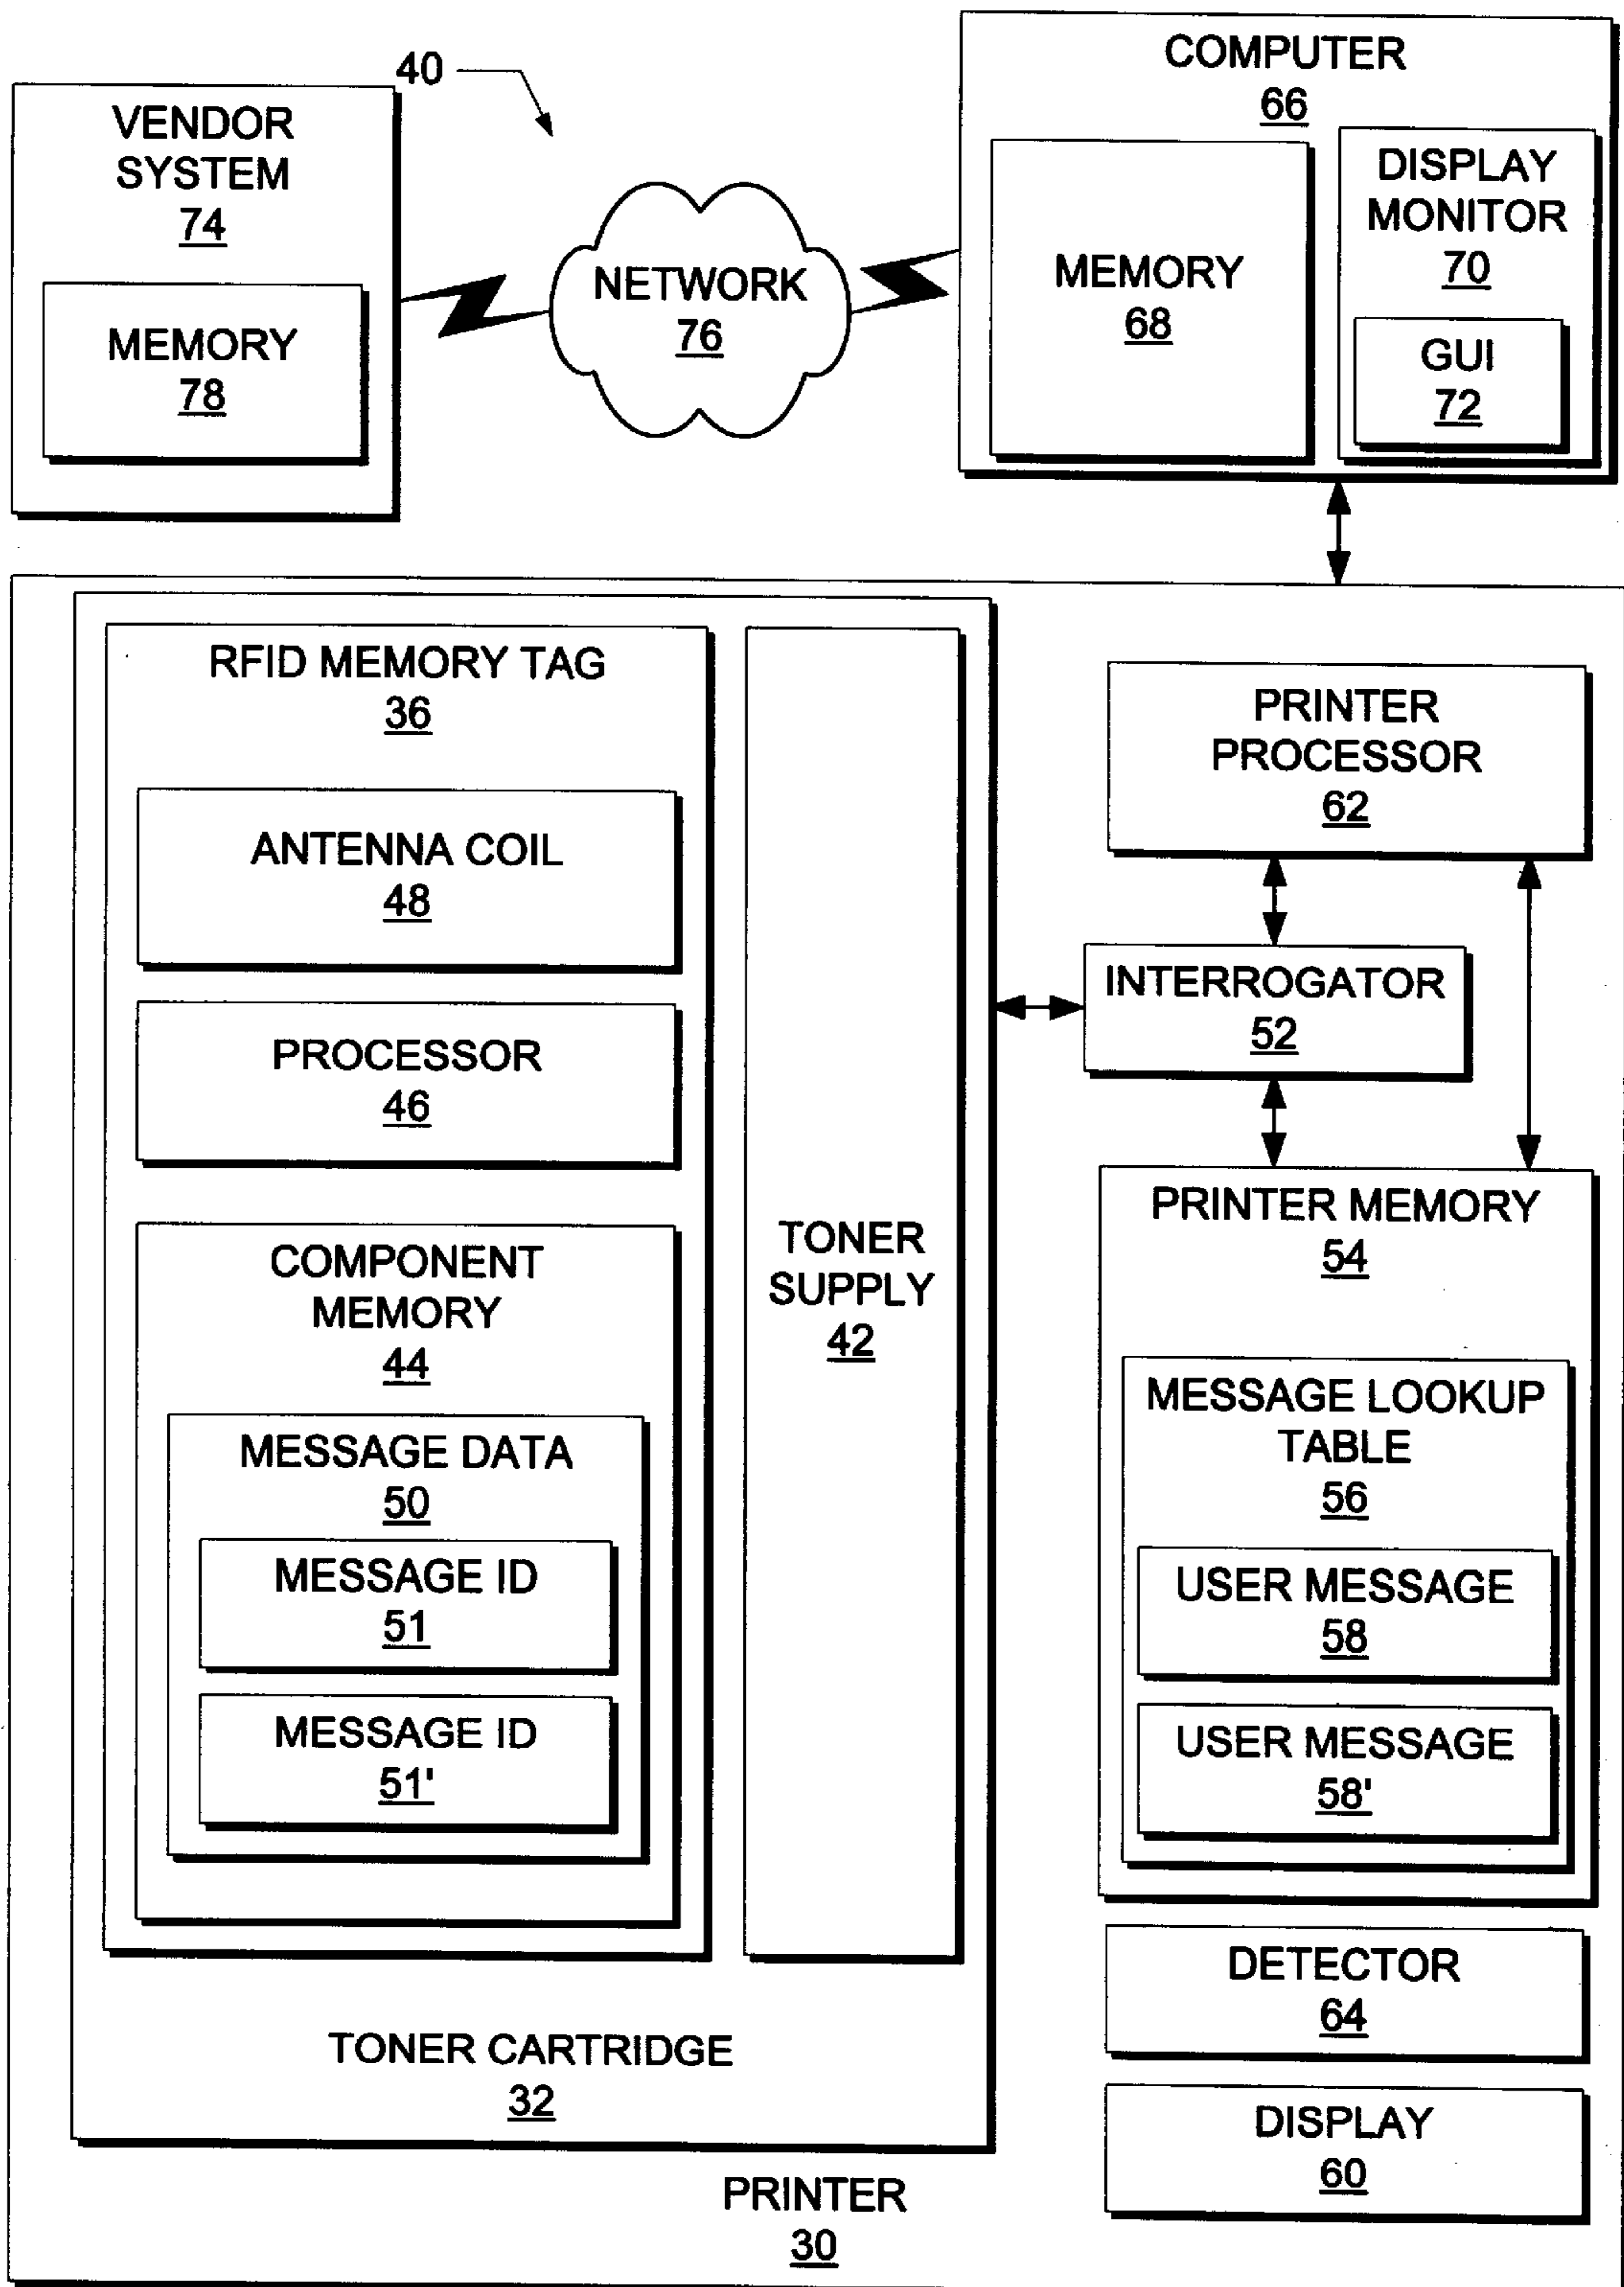 40
VENDOR
SYSTEM
74
MEMORY
78
NETWORK
76
COMPUTER
66
MEMORY
68
DISPLAY
MONITOR
70
GUI
72
RFID MEMORY TAG
36
ANTENNA COIL
48
PROCESSOR
46
COMPONENT
MEMORY
44
MESSAGE DATA
50
MESSAGE ID
51
MESSAGE ID
51'
TONER
SUPPLY
42
TONER CARTRIDGE
32
PRINTER
PROCESSOR
62
INTERROGATOR
52
PRINTER MEMORY
54
MESSAGE LOOKUP
TABLE
56
USER MESSAGE
58
USER MESSAGE
58'
DETECTOR
64
DISPLAY
60
PRINTER
30